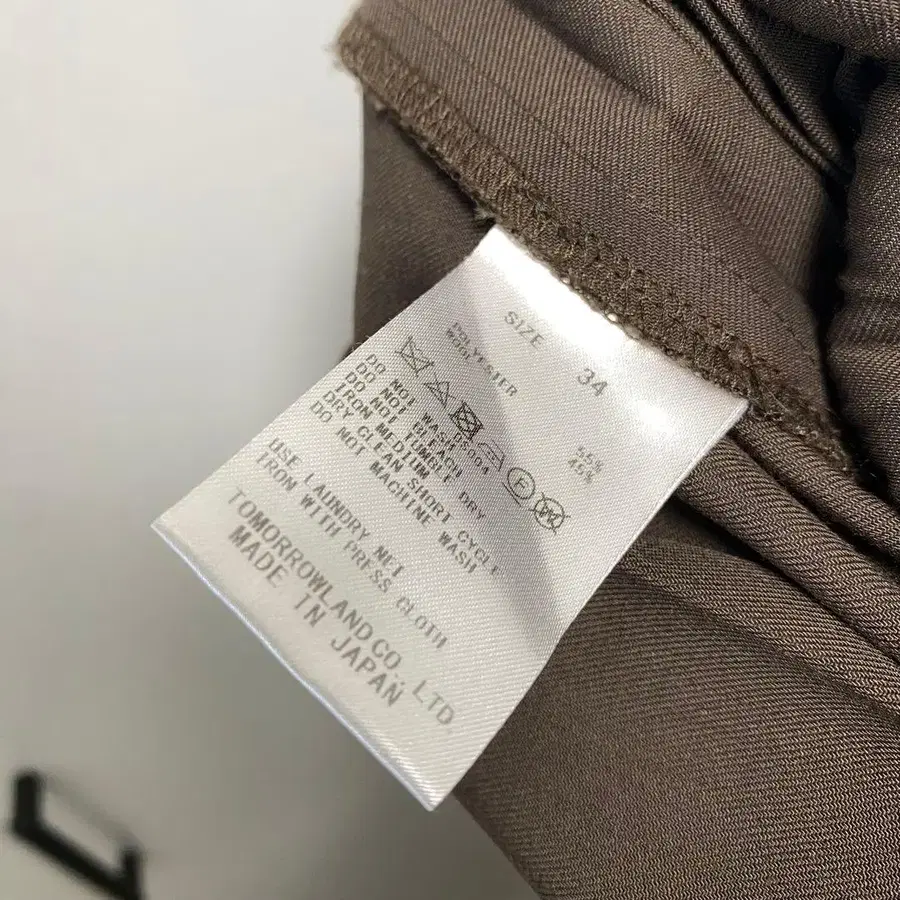 SIZE 34
POLYESTER 55%
WOOL 45%
F W
DO NOT
DO NOT BLEACH
DO NOT TUMBLE DRY
IRON MEDIUM
DRY CLEAN SHORT CYCLE
DO NOT MACHINE WASH
USE LAUNDRY NET
IRON WITH PRESS CLOTH
TOMORROWLAND CO., LTD.
MADE IN JAPAN